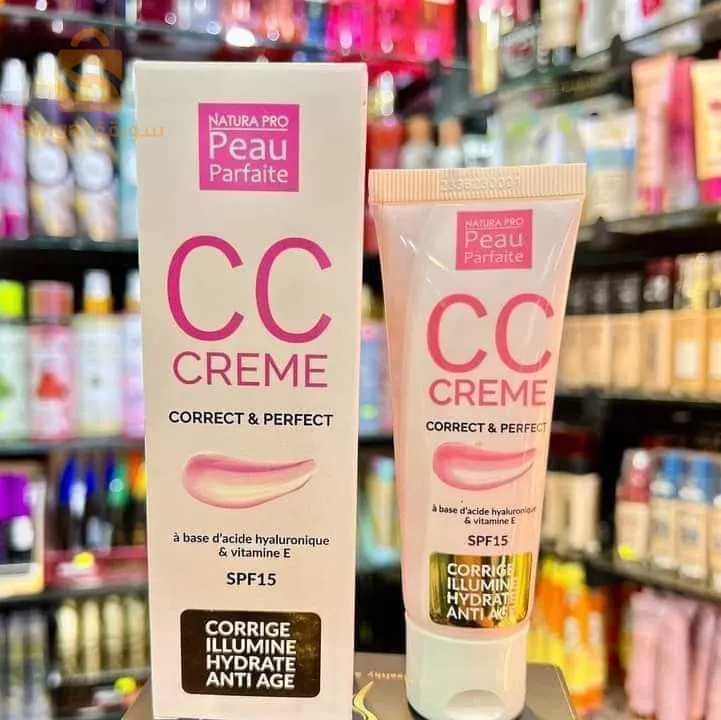 سوقه
NATURA PRO
Peau
Parfaite
CC
CREME
CORRECT & PERFECT
à base d'acide hyaluronique
& vitamine E
SPF15
CORRIGE
ILLUMINE
HYDRATE
ANTI AGE
NATURA PRO
Peau
Parfaite
CC
CREME
CORRECT & PERFECT
à base d'acide hyaluronique
& vitamine E
SPF15
CORRIGE
ILLUMINE
HYDRATE
ANTI AGE